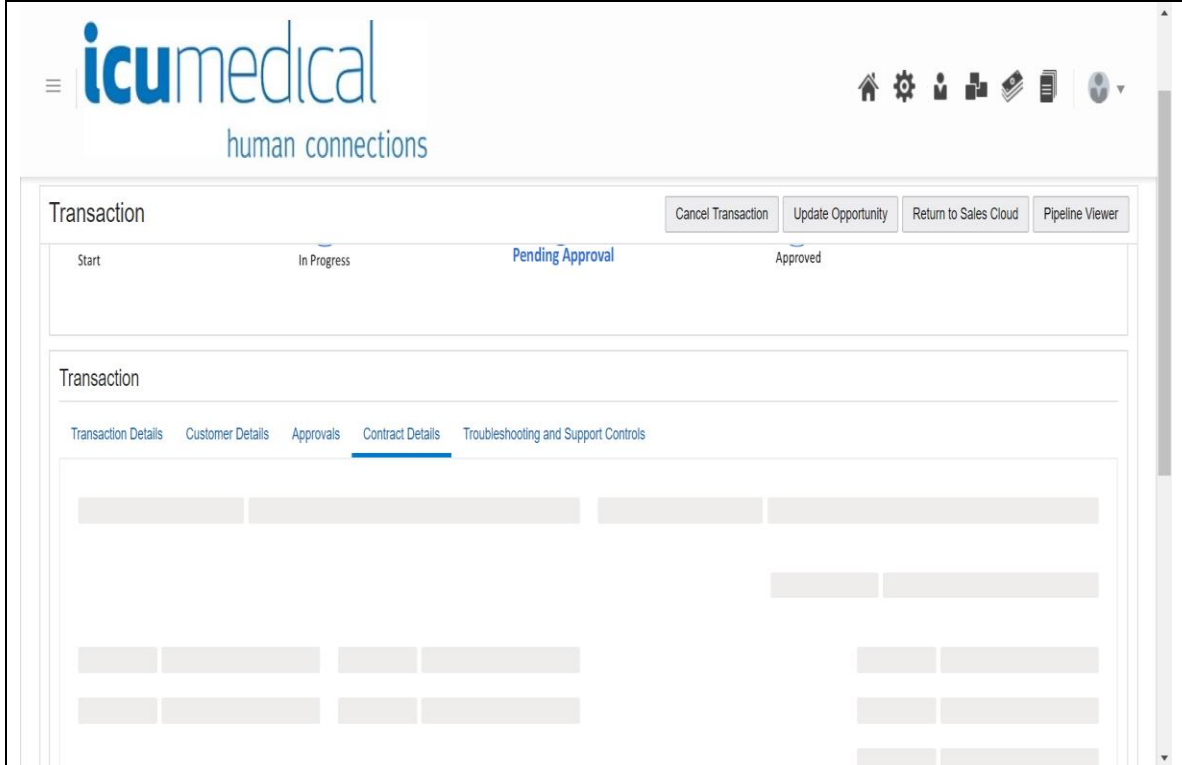 icumedical
human connections
Transaction
Cancel Transaction
Update Opportunity
Return to Sales Cloud
Pipeline Viewer
Start
In Progress
Pending Approval
Approved
Transaction
Transaction Details
Customer Details
Approvals
Contract Details
Troubleshooting and Support Controls